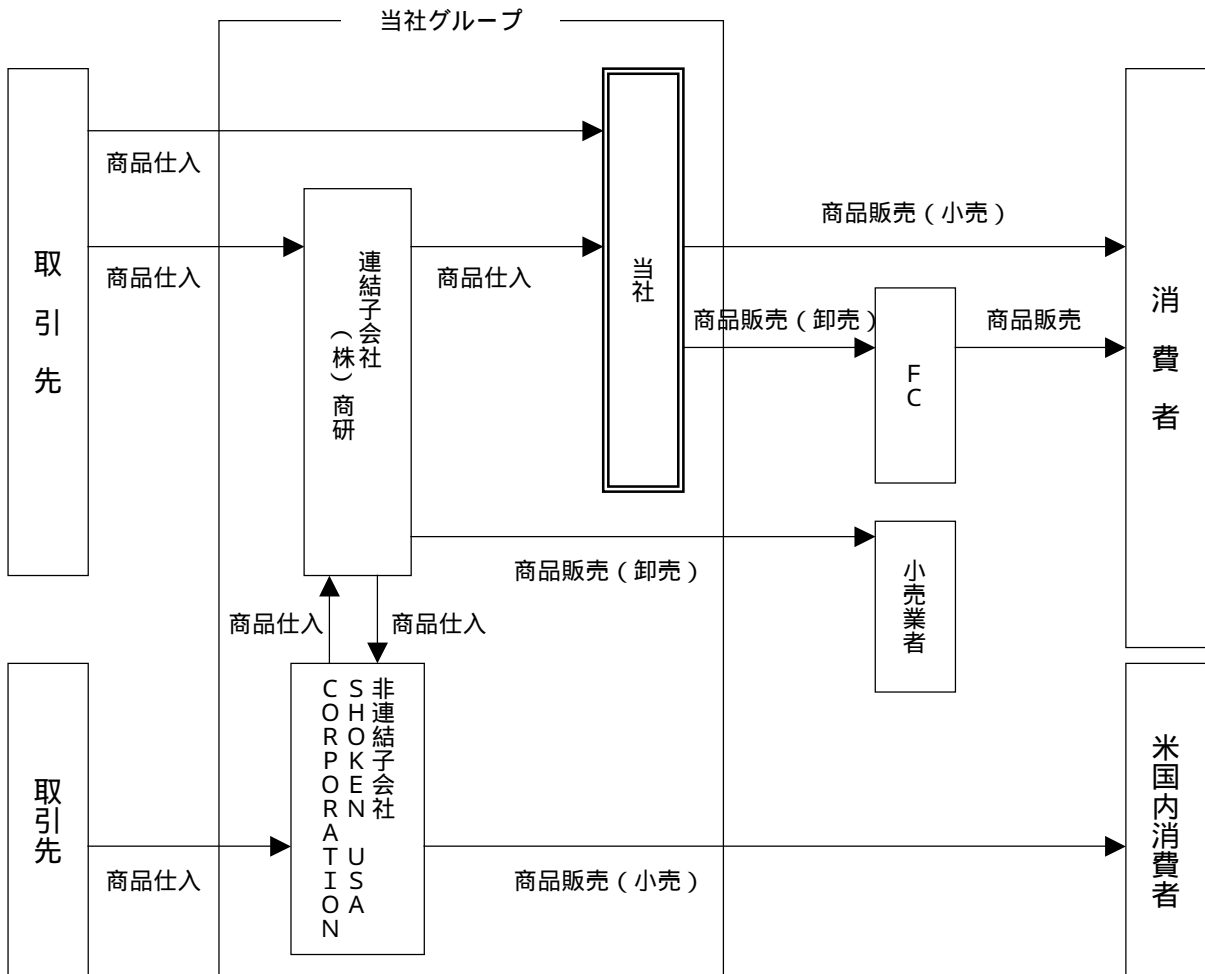 当社グループ
取引先
商品仕入
商品仕入
連結子会社
(株)商研
商品仕入
当社
商品販売(小売)
商品販売(卸売)
FC
商品販売
消費者
商品販売(卸売)
小売業者
商品仕入
商品仕入
取引先
商品仕入
非連結子会社
SHOKEN USA
CORPORATION
商品販売(小売)
米国内消費者